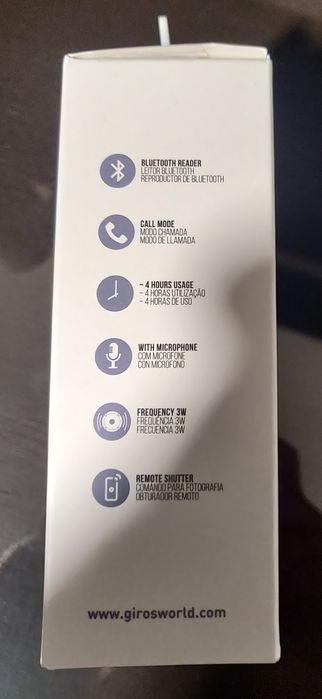 BLUETOOTH READER
LEITOR BLUETOOTH
REPRODUCTOR DE BLUETOOTH
CALL MODE
MODO CHAMADA
MODO DE LLAMADA
~ 4 HOURS USAGE
~ 4 HORAS UTILIZAÇÃO
~ 4 HORAS DE USO
WITH MICROPHONE
COM MICROFONE
CON MICROFONO
FREQUENCY 3W
FREQUÊNCIA 3W
FRECUENCIA 3W
REMOTE SHUTTER
COMANDO PARA FOTOGRAFIA
OBTURADOR REMOTO
www.girosworld.com